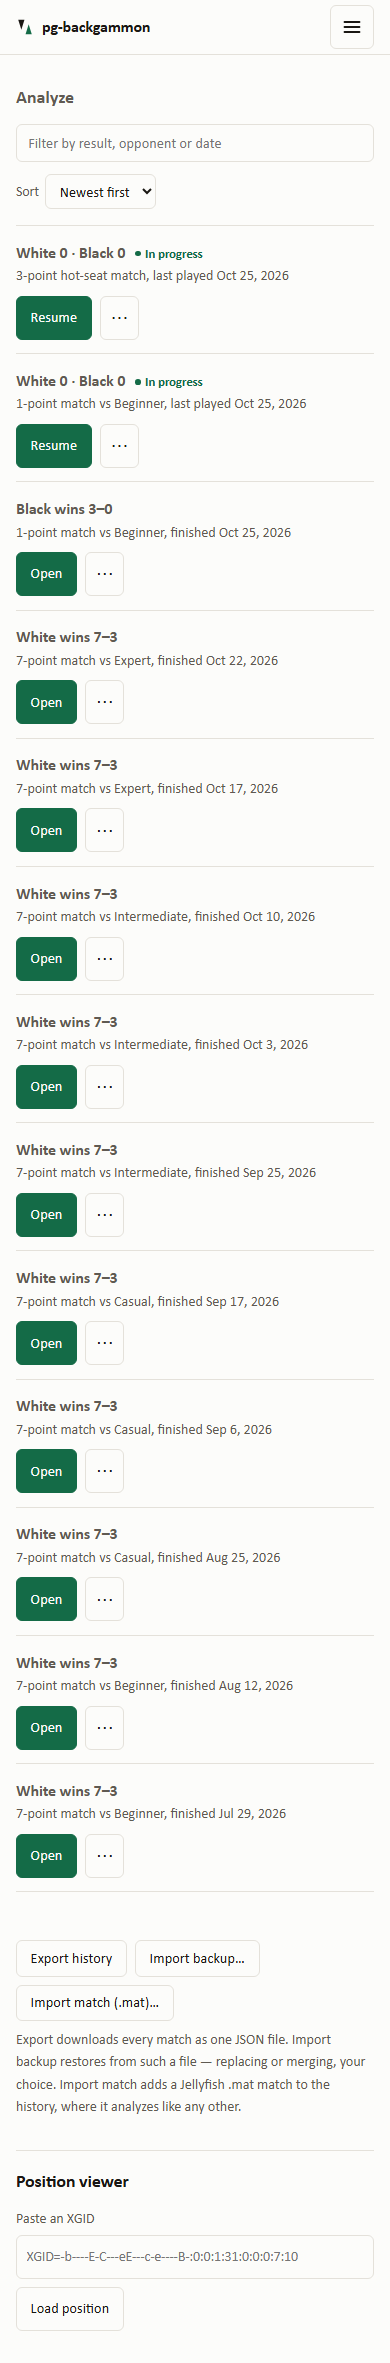 pg-backgammon
Analyze
Filter by result, opponent or date
Sort Newest first
White 0 · Black 0 • In progress
3-point hot-seat match, last played Oct 25, 2026
Resume ...
White 0 · Black 0 • In progress
1-point match vs Beginner, last played Oct 25, 2026
Resume ...
Black wins 3–0
1-point match vs Beginner, finished Oct 25, 2026
Open ...
White wins 7–3
7-point match vs Expert, finished Oct 22, 2026
Open ...
White wins 7–3
7-point match vs Expert, finished Oct 17, 2026
Open ...
White wins 7–3
7-point match vs Intermediate, finished Oct 10, 2026
Open ...
White wins 7–3
7-point match vs Intermediate, finished Oct 3, 2026
Open ...
White wins 7–3
7-point match vs Intermediate, finished Sep 25, 2026
Open ...
White wins 7–3
7-point match vs Casual, finished Sep 17, 2026
Open ...
White wins 7–3
7-point match vs Casual, finished Sep 6, 2026
Open ...
White wins 7–3
7-point match vs Casual, finished Aug 25, 2026
Open ...
White wins 7–3
7-point match vs Beginner, finished Aug 12, 2026
Open ...
White wins 7–3
7-point match vs Beginner, finished Jul 29, 2026
Open ...
Export history Import backup...
Import match (.mat)...
Export downloads every match as one JSON file. Import
backup restores from such a file — replacing or merging, your
choice. Import match adds a Jellyfish .mat match to the
history, where it analyzes like any other.
Position viewer
Paste an XGID
XGID=-b----E-C---eE---c-e----B-:0:0:1:31:0:0:0:7:10
Load position